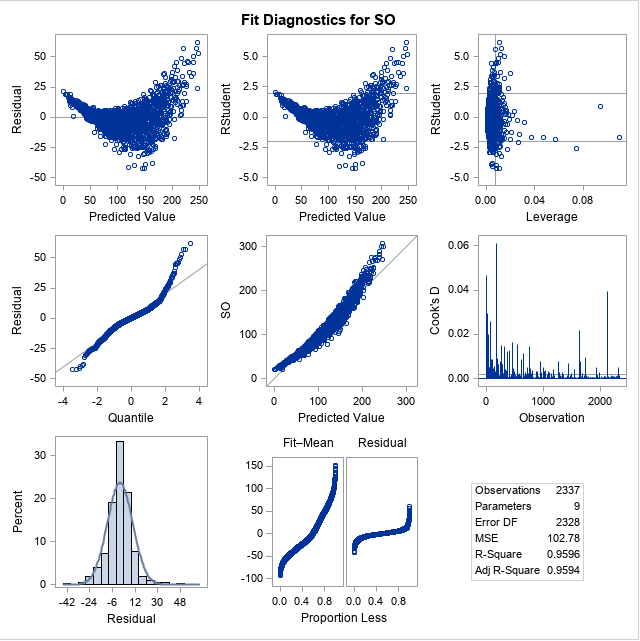 Fit Diagnostics for SO
50
25
0
-25
-50
Residual
0 50 100 150 200 250
Predicted Value
5.0
2.5
0.0
-2.5
-5.0
RStudent
0 50 100 150 200 250
Predicted Value
5.0
2.5
0.0
-2.5
-5.0
RStudent
0.00 0.04 0.08
Leverage
50
25
0
-25
-50
Residual
-4 -2 0 2 4
Quantile
300
200
100
0
SO
0 100 200 300
Predicted Value
0.06
0.04
0.02
0.00
Cook's D
0 1000 2000
Observation
30
20
10
0
Percent
-42 -24 -6 12 30 48
Residual
Fit–Mean Residual
150
100
50
0
-50
-100
0.0 0.4 0.8 0.0 0.4 0.8
Proportion Less
Observations 2337
Parameters 9
Error DF 2328
MSE 102.78
R-Square 0.9596
Adj R-Square 0.9594